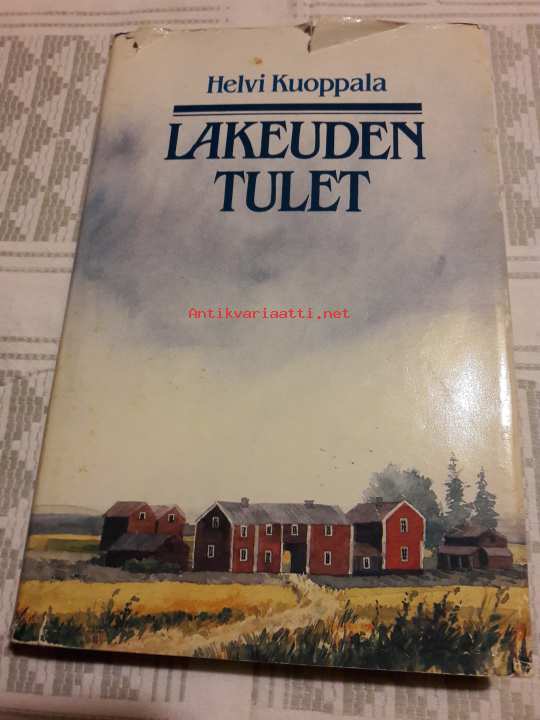 Helvi Kuoppala
LAKEUDEN
TULET
Antikvariaatti.net